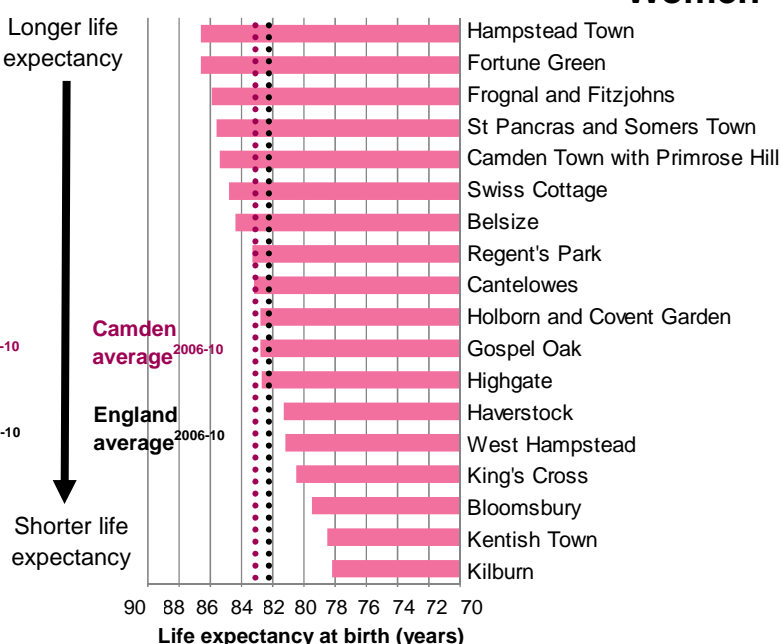 Longer life
expectancy
Hampstead Town
Fortune Green
Frognal and Fitzjohns
St Pancras and Somers Town
Camden Town with Primrose Hill
Swiss Cottage
Belsize
Regent's Park
Cantelowes
Holborn and Covent Garden
Gospel Oak
Highgate
Haverstock
West Hampstead
King's Cross
Bloomsbury
Kentish Town
Kilburn
Camden
average2006-10
-10
England
average2006-10
-10
Shorter life
expectancy
90 88 86 84 82 80 78 76 74 72 70
Life expectancy at birth (years)